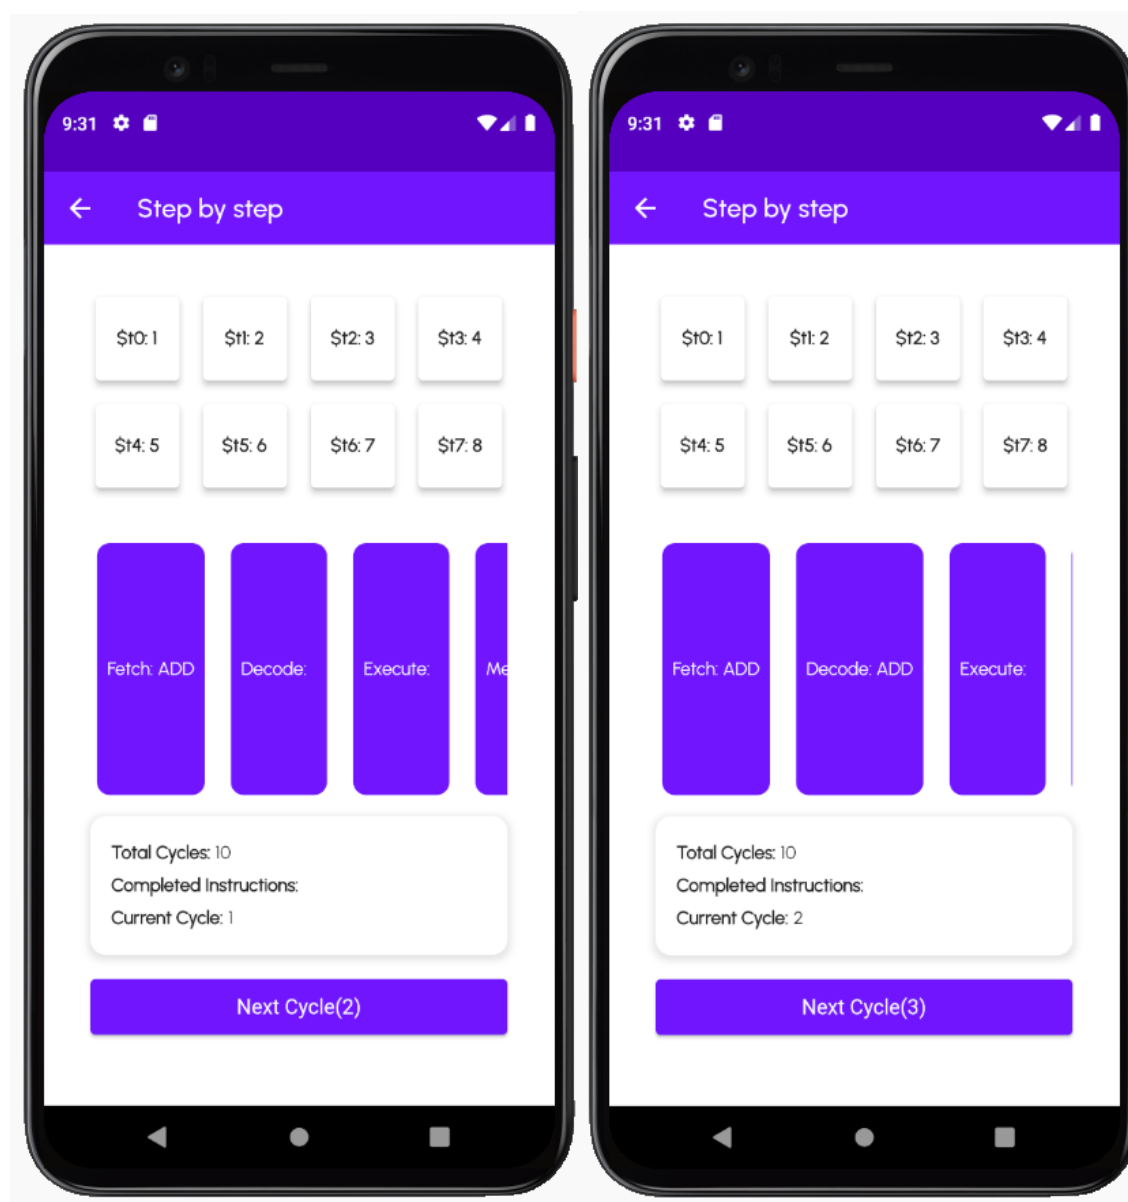 9:31
Step by step
$t0: 1 $t1: 2 $t2: 3 $t3: 4
$t4: 5 $t5: 6 $t6: 7 $t7: 8
Fetch: ADD Decode: Execute: Me
Total Cycles: 10
Completed Instructions:
Current Cycle: 1
Next Cycle(2)
9:31
Step by step
$t0: 1 $t1: 2 $t2: 3 $t3: 4
$t4: 5 $t5: 6 $t6: 7 $t7: 8
Fetch: ADD Decode: ADD Execute:
Total Cycles: 10
Completed Instructions:
Current Cycle: 2
Next Cycle(3)